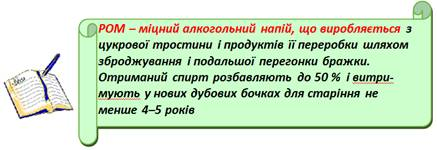 РОМ – міцний алкогольний напій, що виробляється з
цукрової тростини і продуктів її переробки шляхом
зброджування і подальшої перегонки бражки.
Отриманий спирт розбавляють до 50 % і витри-
мують у нових дубових бочках для старіння не
менше 4–5 років